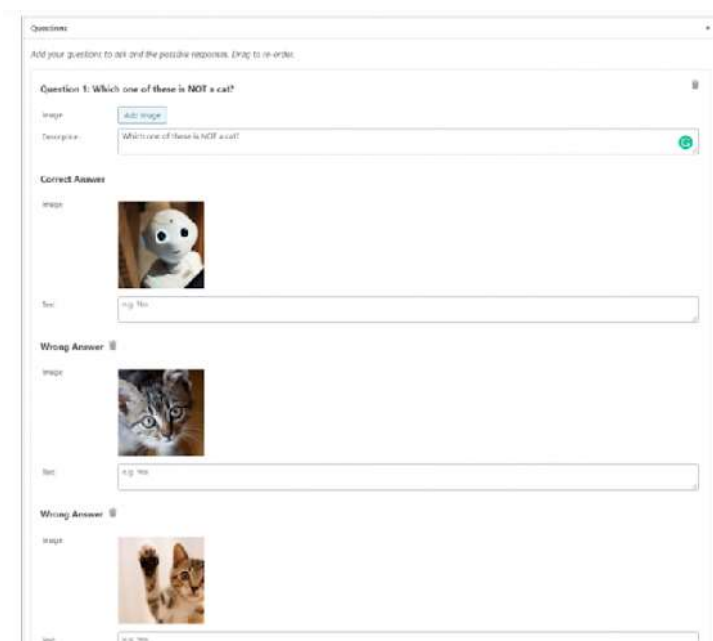 Questions
Add your questions to ask and the possible responses. Drag to re-order.
Question 1: Which one of these is NOT a cat?
Image
Add Image
Description
Which one of these is NOT a cat?
Correct Answer
Image
Text
e.g. Yes
Wrong Answer
Image
Text
e.g. Yes
Wrong Answer
Image
Text
e.g. Yes